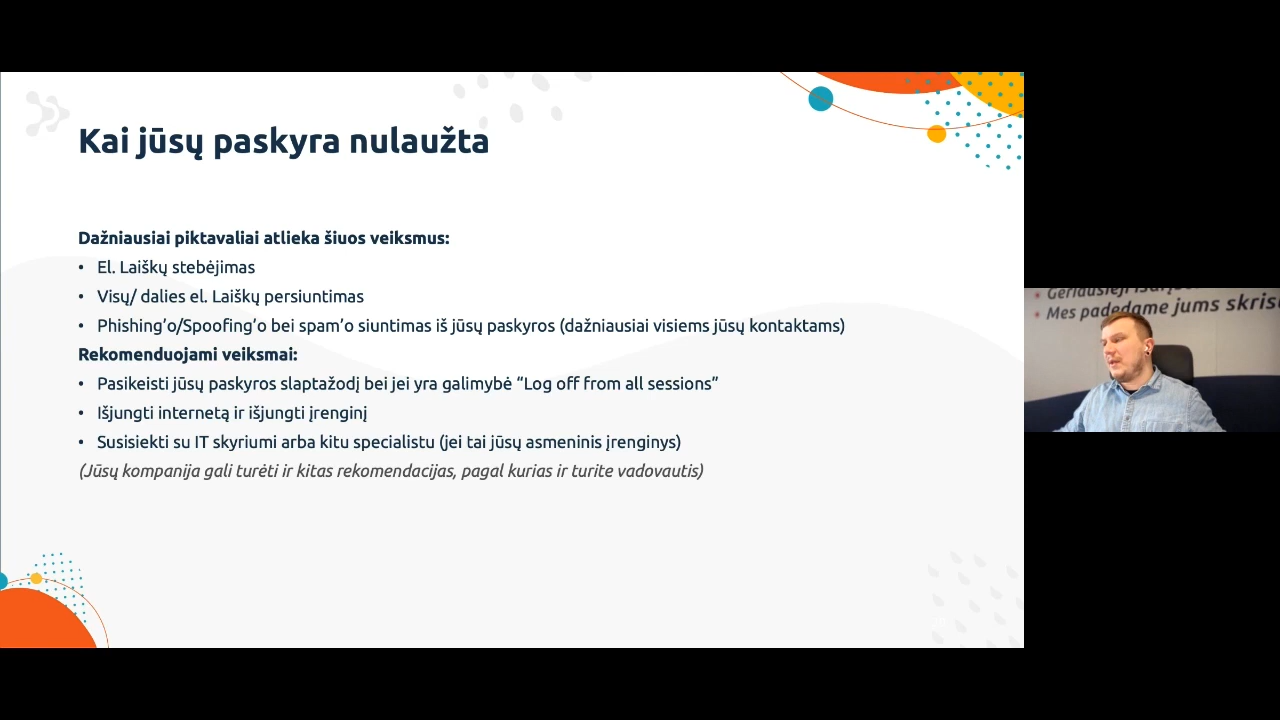 Kai jūsų paskyra nulaužta
Dažniausiai piktavaliai atlieka šiuos veiksmus:
• El. Laiškų stebėjimas
• Visų/ dalies el. Laiškų persiuntimas
• Phishing’o/Spoofing’o bei spam’o siuntimas iš jūsų paskyros (dažniausiai visiems jūsų kontaktams)
Rekomenduojami veiksmai:
• Pasikeisti jūsų paskyros slaptažodį bei jei yra galimybė “Log off from all sessions”
• Išjungti internetą ir išjungti įrenginį
• Susisiekti su IT skyriumi arba kitu specialistu (jei tai jūsų asmeninis įrenginys)
(Jūsų kompanija gali turėti ir kitas rekomendacijas, pagal kurias ir turite vadovautis)
Geriausieji
Mes padedame jums